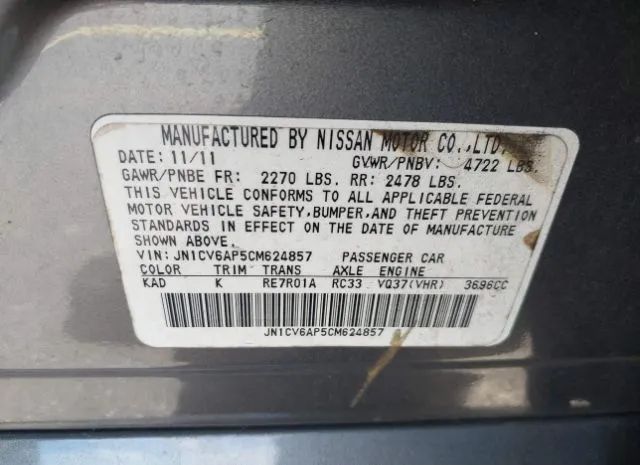 MANUFACTURED BY NISSAN MOTOR CO.,LTD.
DATE: 11/11 GVWR/PNBV: 4722 LBS.
GAWR/PNBE FR: 2270 LBS. RR: 2478 LBS.
THIS VEHICLE CONFORMS TO ALL APPLICABLE FEDERAL
MOTOR VEHICLE SAFETY,BUMPER,AND THEFT PREVENTION
STANDARDS IN EFFECT ON THE DATE OF MANUFACTURE
SHOWN ABOVE.
VIN: JN1CV6AP5CM624857 PASSENGER CAR
COLOR TRIM TRANS AXLE ENGINE
KAD K RE7R01A RC33 VQ37(VHR) 3696CC
JN1CV6AP5CM624857